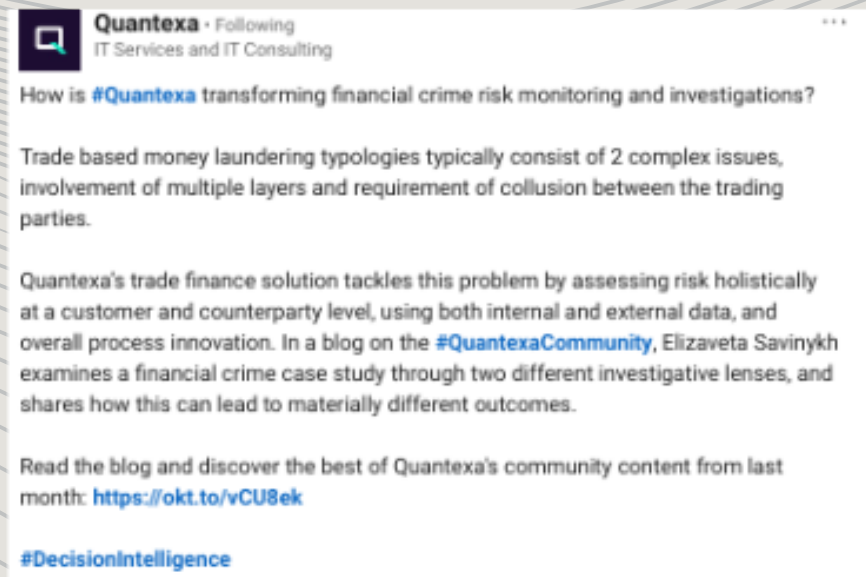 Quantexa • Following
IT Services and IT Consulting
How is #Quantexa transforming financial crime risk monitoring and investigations?
Trade based money laundering typologies typically consist of 2 complex issues,
involvement of multiple layers and requirement of collusion between the trading
parties.
Quantexa's trade finance solution tackles this problem by assessing risk holistically
at a customer and counterparty level, using both internal and external data, and
overall process innovation. In a blog on the #QuantexaCommunity, Elizaveta Savinykh
examines a financial crime case study through two different investigative lenses, and
shares how this can lead to materially different outcomes.
Read the blog and discover the best of Quantexa's community content from last
month: https://okt.to/vCU8ek
#DecisionIntelligence